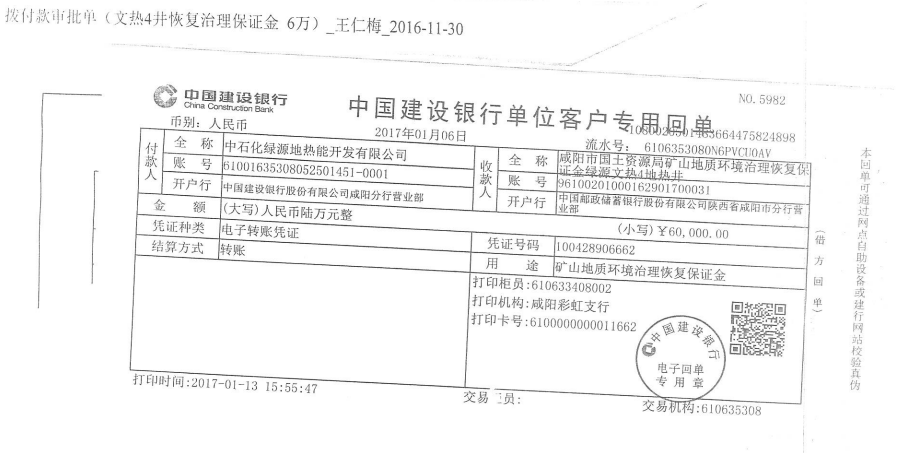 拨付款审批单（文热4井恢复治理保证金 6万）_王仁梅_2016-11-30
中国建设银行
China Construction Bank
中国建设银行单位客户专用回单
NO.5982
币别：人民币
2017年01月06日
流水号：6106353080N6PVCU0AV
付款人
全称 中石化绿源地热能开发有限公司
账号 61001635308052501451-0001
开户行 中国建设银行股份有限公司咸阳分行营业部
收款人
全称 咸阳市国土资源局矿山地质环境治理恢复保证金绿源文热4地热井
账号 96100201000162901700031
开户行 中国邮政储蓄银行股份有限公司陕西省咸阳市分行营业部
金额 (大写)人民币陆万元整
(小写)￥60,000.00
凭证种类 电子转账凭证
凭证号码 100428906662
结算方式 转账
用途 矿山地质环境治理恢复保证金
打印柜员:610633408002
打印机构:咸阳彩虹支行
打印卡号:6100000000011662
中国建设银行
电子回单
专用章
打印时间:2017-01-13 15:55:47
交易 员:
交易机构:610635308
（借方回单）
本回单可通过网点自助设备或建行网站校验真伪